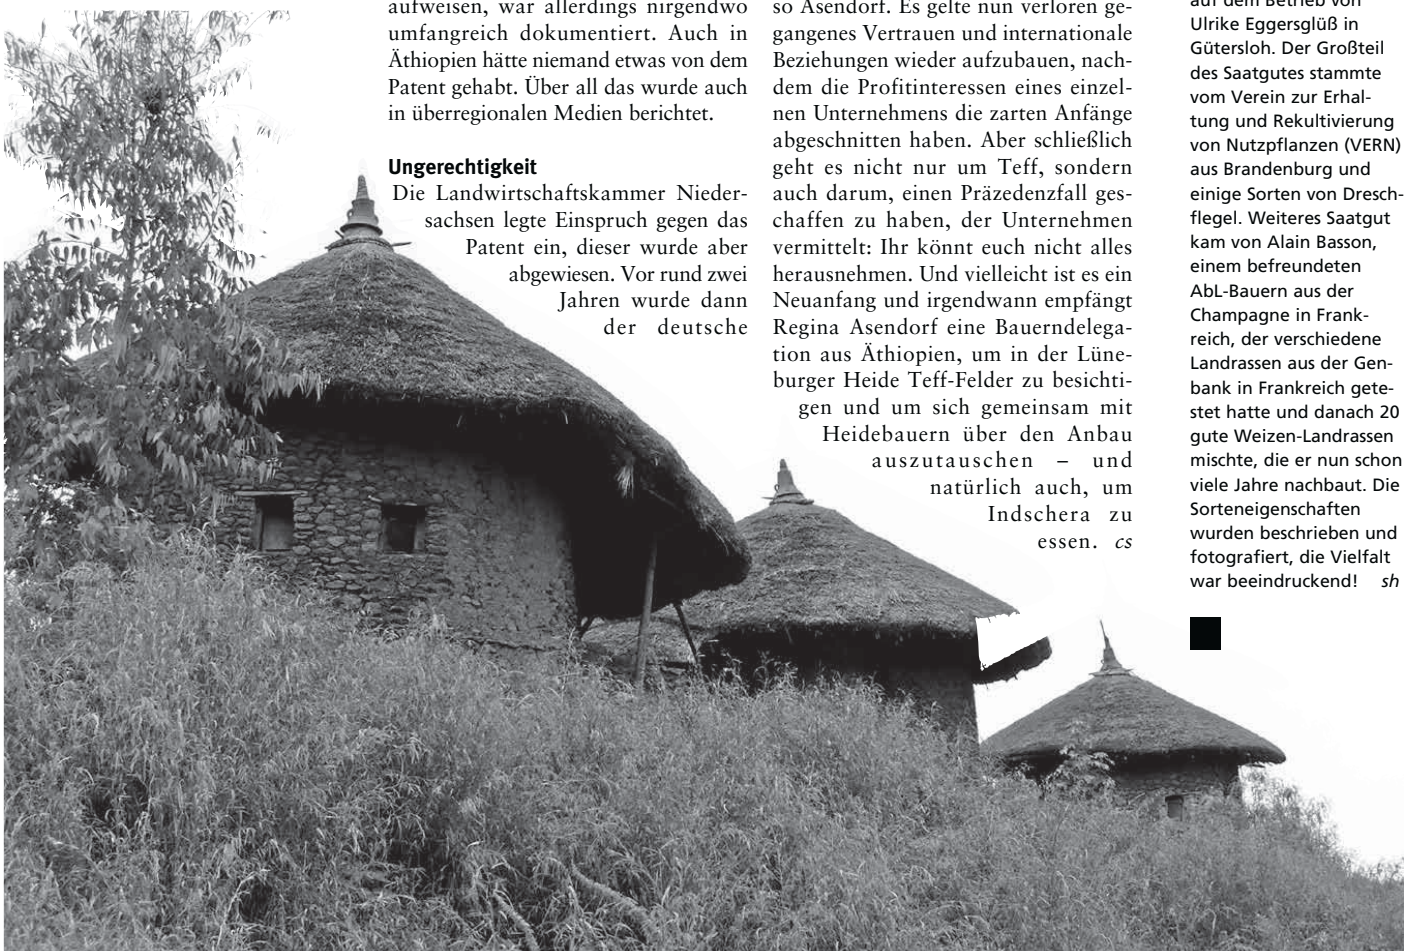 aufweisen, war allerdings nirgendwo
umfangreich dokumentiert. Auch in
Äthiopien hätte niemand etwas von dem
Patent gehabt. Über all das wurde auch
in überregionalen Medien berichtet.
Ungerechtigkeit
Die Landwirtschaftskammer Nieder-
sachsen legte Einspruch gegen das
Patent ein, dieser wurde aber
abgewiesen. Vor rund zwei
Jahren wurde dann
der deutsche
so Asendorf. Es gelte nun verloren ge-
gangenes Vertrauen und internationale
Beziehungen wieder aufzubauen, nach-
dem die Profitinteressen eines einzel-
nen Unternehmens die zarten Anfänge
abgeschnitten haben. Aber schließlich
geht es nicht nur um Teff, sondern
auch darum, einen Präzedenzfall ges-
chaffen zu haben, der Unternehmen
vermittelt: Ihr könnt euch nicht alles
herausnehmen. Und vielleicht ist es ein
Neuanfang und irgendwann empfängt
Regina Asendorf eine Bauerndelega-
tion aus Äthiopien, um in der Lüne-
burger Heide Teff-Felder zu besichti-
gen und um sich gemeinsam mit
Heidebauern über den Anbau
auszutauschen – und
natürlich auch, um
Indschera zu
essen. cs
auf dem Betrieb von
Ulrike Eggersglüß in
Gütersloh. Der Großteil
des Saatgutes stammte
vom Verein zur Erhal-
tung und Rekultivierung
von Nutzpflanzen (VERN)
aus Brandenburg und
einige Sorten von Dresch-
flegel. Weiteres Saatgut
kam von Alain Basson,
einem befreundeten
AbL-Bauern aus der
Champagne in Frank-
reich, der verschiedene
Landrassen aus der Gen-
bank in Frankreich gete-
stet hatte und danach 20
gute Weizen-Landrassen
mischte, die er nun schon
viele Jahre nachbaut. Die
Sorteneigenschaften
wurden beschrieben und
fotografiert, die Vielfalt
war beeindruckend! sh